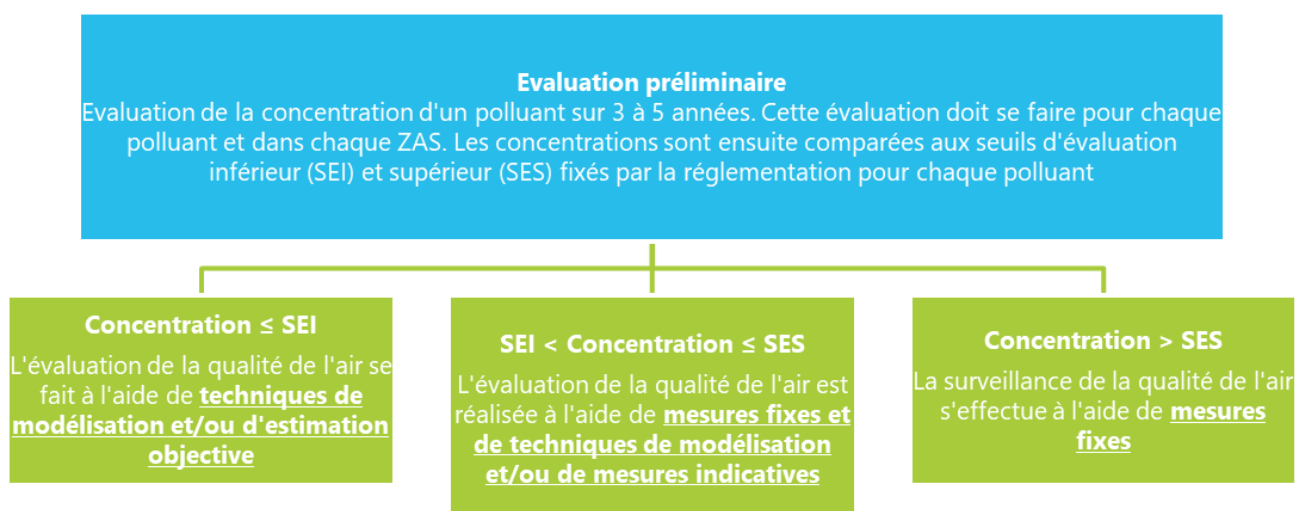 Evaluation préliminaire
Evaluation de la concentration d'un polluant sur 3 à 5 années. Cette évaluation doit se faire pour chaque
polluant et dans chaque ZAS. Les concentrations sont ensuite comparées aux seuils d'évaluation
inférieur (SEI) et supérieur (SES) fixés par la réglementation pour chaque polluant
Concentration ≤ SEI
L'évaluation de la qualité de l'air se
fait à l'aide de techniques de
modélisation et/ou d'estimation
objective
SEI < Concentration ≤ SES
L'évaluation de la qualité de l'air est
réalisée à l'aide de mesures fixes et
de techniques de modélisation
et/ou de mesures indicatives
Concentration > SES
La surveillance de la qualité de l'air
s'effectue à l'aide de mesures
fixes